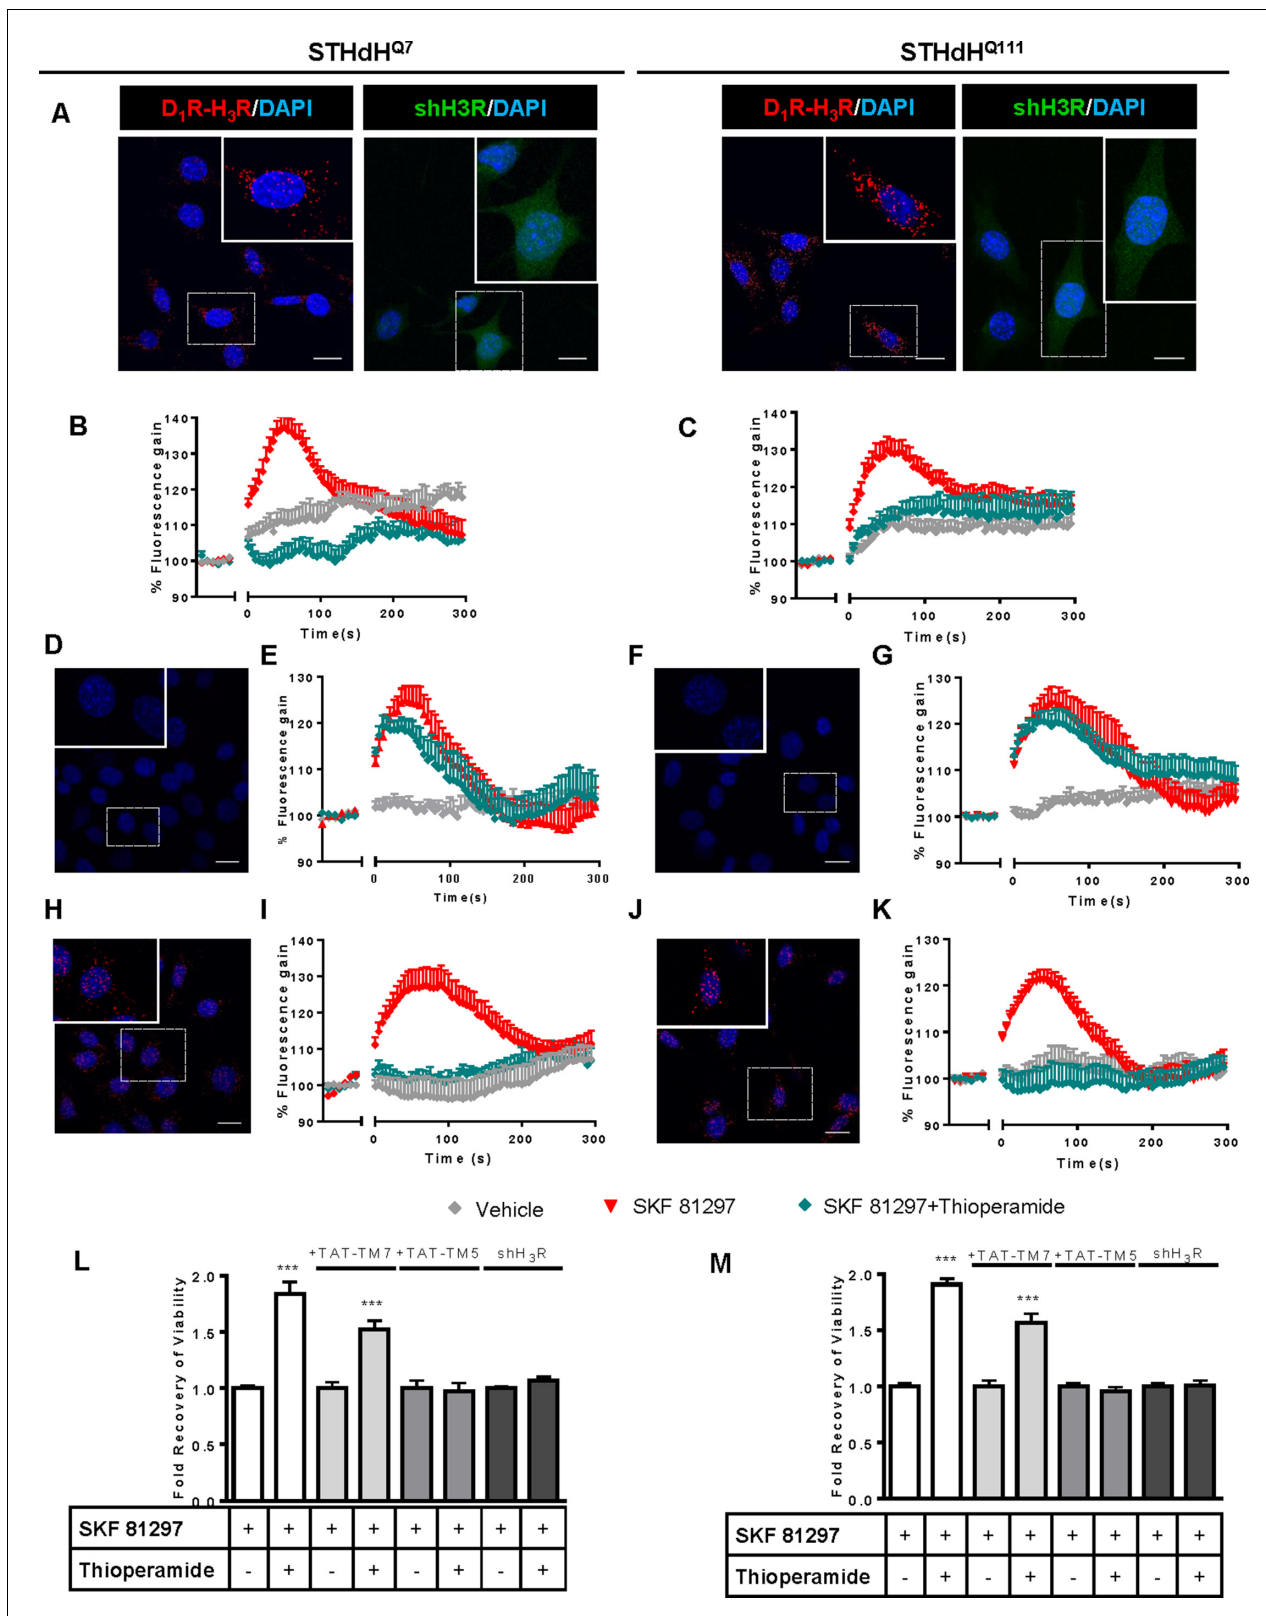 STHdH^Q7
STHdH^Q111
A
D₁R-H₃R/DAPI
shH3R/DAPI
D₁R-H₃R/DAPI
shH3R/DAPI
B
% Fluorescence gain
140
130
120
110
100
90
0
100
200
300
Time(s)
C
% Fluorescence gain
140
130
120
110
100
90
0
100
200
300
Time(s)
D
E
% Fluorescence gain
130
120
110
100
90
0
100
200
300
Time(s)
F
G
% Fluorescence gain
130
120
110
100
90
0
100
200
300
Time(s)
H
I
% Fluorescence gain
140
130
120
110
100
90
0
100
200
300
Time (s)
J
K
% Fluorescence gain
130
120
110
100
90
0
100
200
300
Time(s)
Vehicle
SKF 81297
SKF 81297+Thioperamide
L
+TAT-TM7
+TAT-TM5
shH₃R
Fold Recovery of Viability
2.0
1.5
1.0
0.5
0.0
***
***
SKF 81297 + + + + + + + +
Thioperamide - + - + - + - +
M
+TAT-TM7
+TAT-TM5
shH₃R
Fold Recovery of Viability
2.0
1.5
1.0
0.5
0.0
***
***
SKF 81297 + + + + + + + +
Thioperamide - + - + - + - +